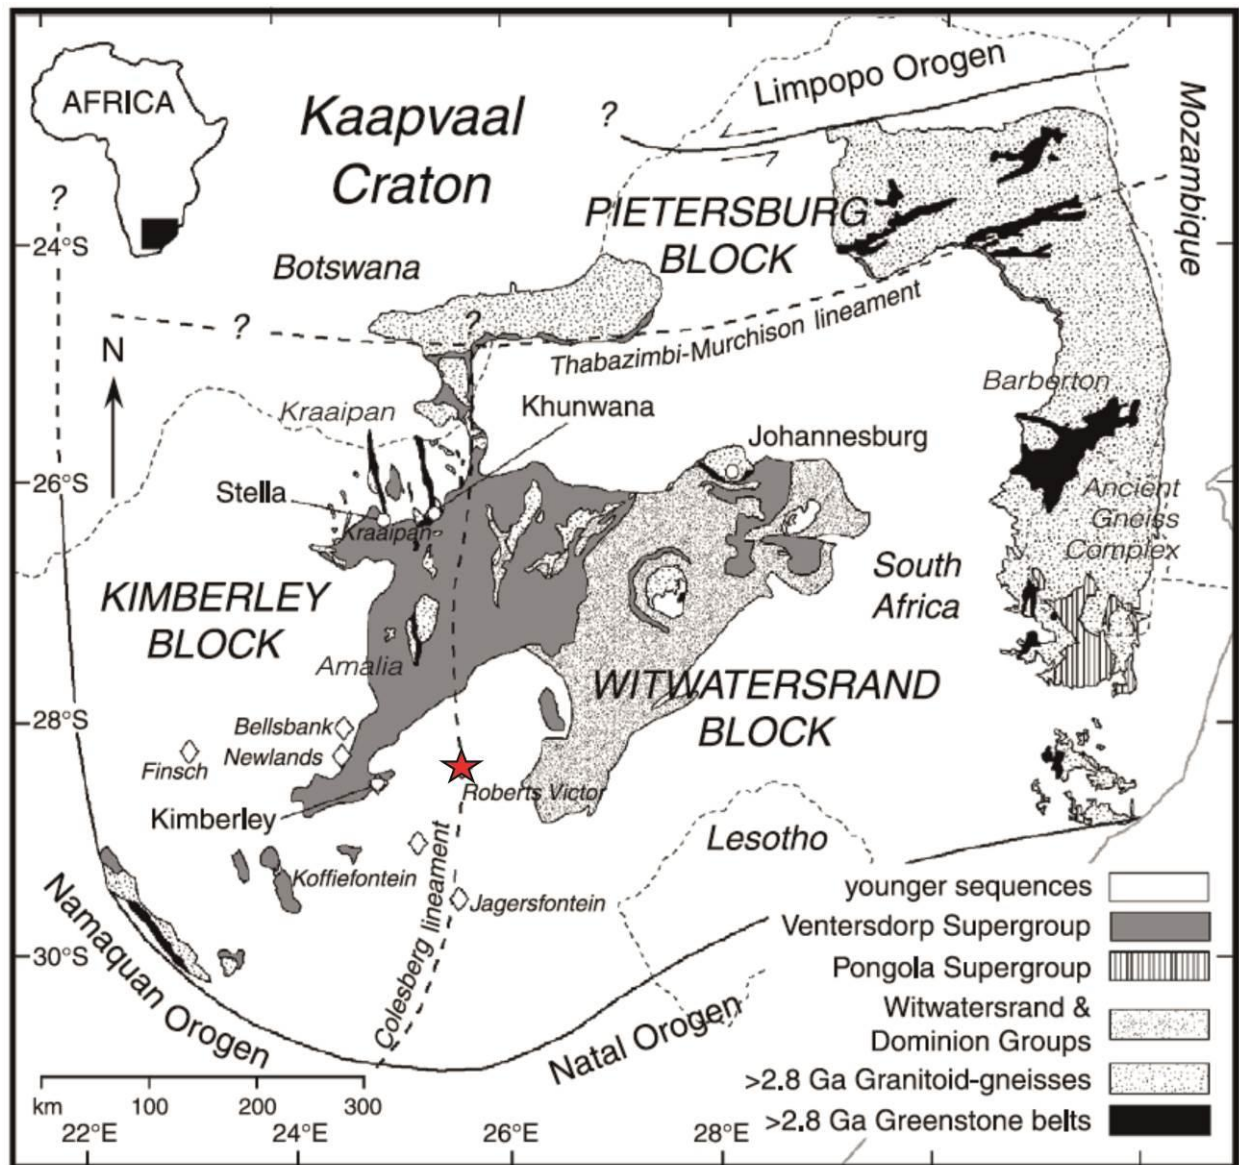 AFRICA
Kaapvaal
Craton
?
Limpopo Orogen
Mozambique
?
PIETERSBURG
BLOCK
24°S
Botswana
?
?
Thabazimbi-Murchison lineament
N
Kraaipan
Khunwana
Barberton
Johannesburg
26°S
Stella
Kraaipan
Ancient
Gneiss
Complex
South
Africa
KIMBERLEY
BLOCK
Amalia
WITWATERSRAND
BLOCK
28°S
Bellsbank
Newlands
Finsch
Roberts Victor
Kimberley
Lesotho
Koffiefontein
Jagersfontein
Colesberg lineament
30°S
Namaquan Orogen
Natal Orogen
younger sequences
Ventersdorp Supergroup
Pongola Supergroup
Witwatersrand &
Dominion Groups
>2.8 Ga Granitoid-gneisses
>2.8 Ga Greenstone belts
km 100 200 300
22°E 24°E 26°E 28°E